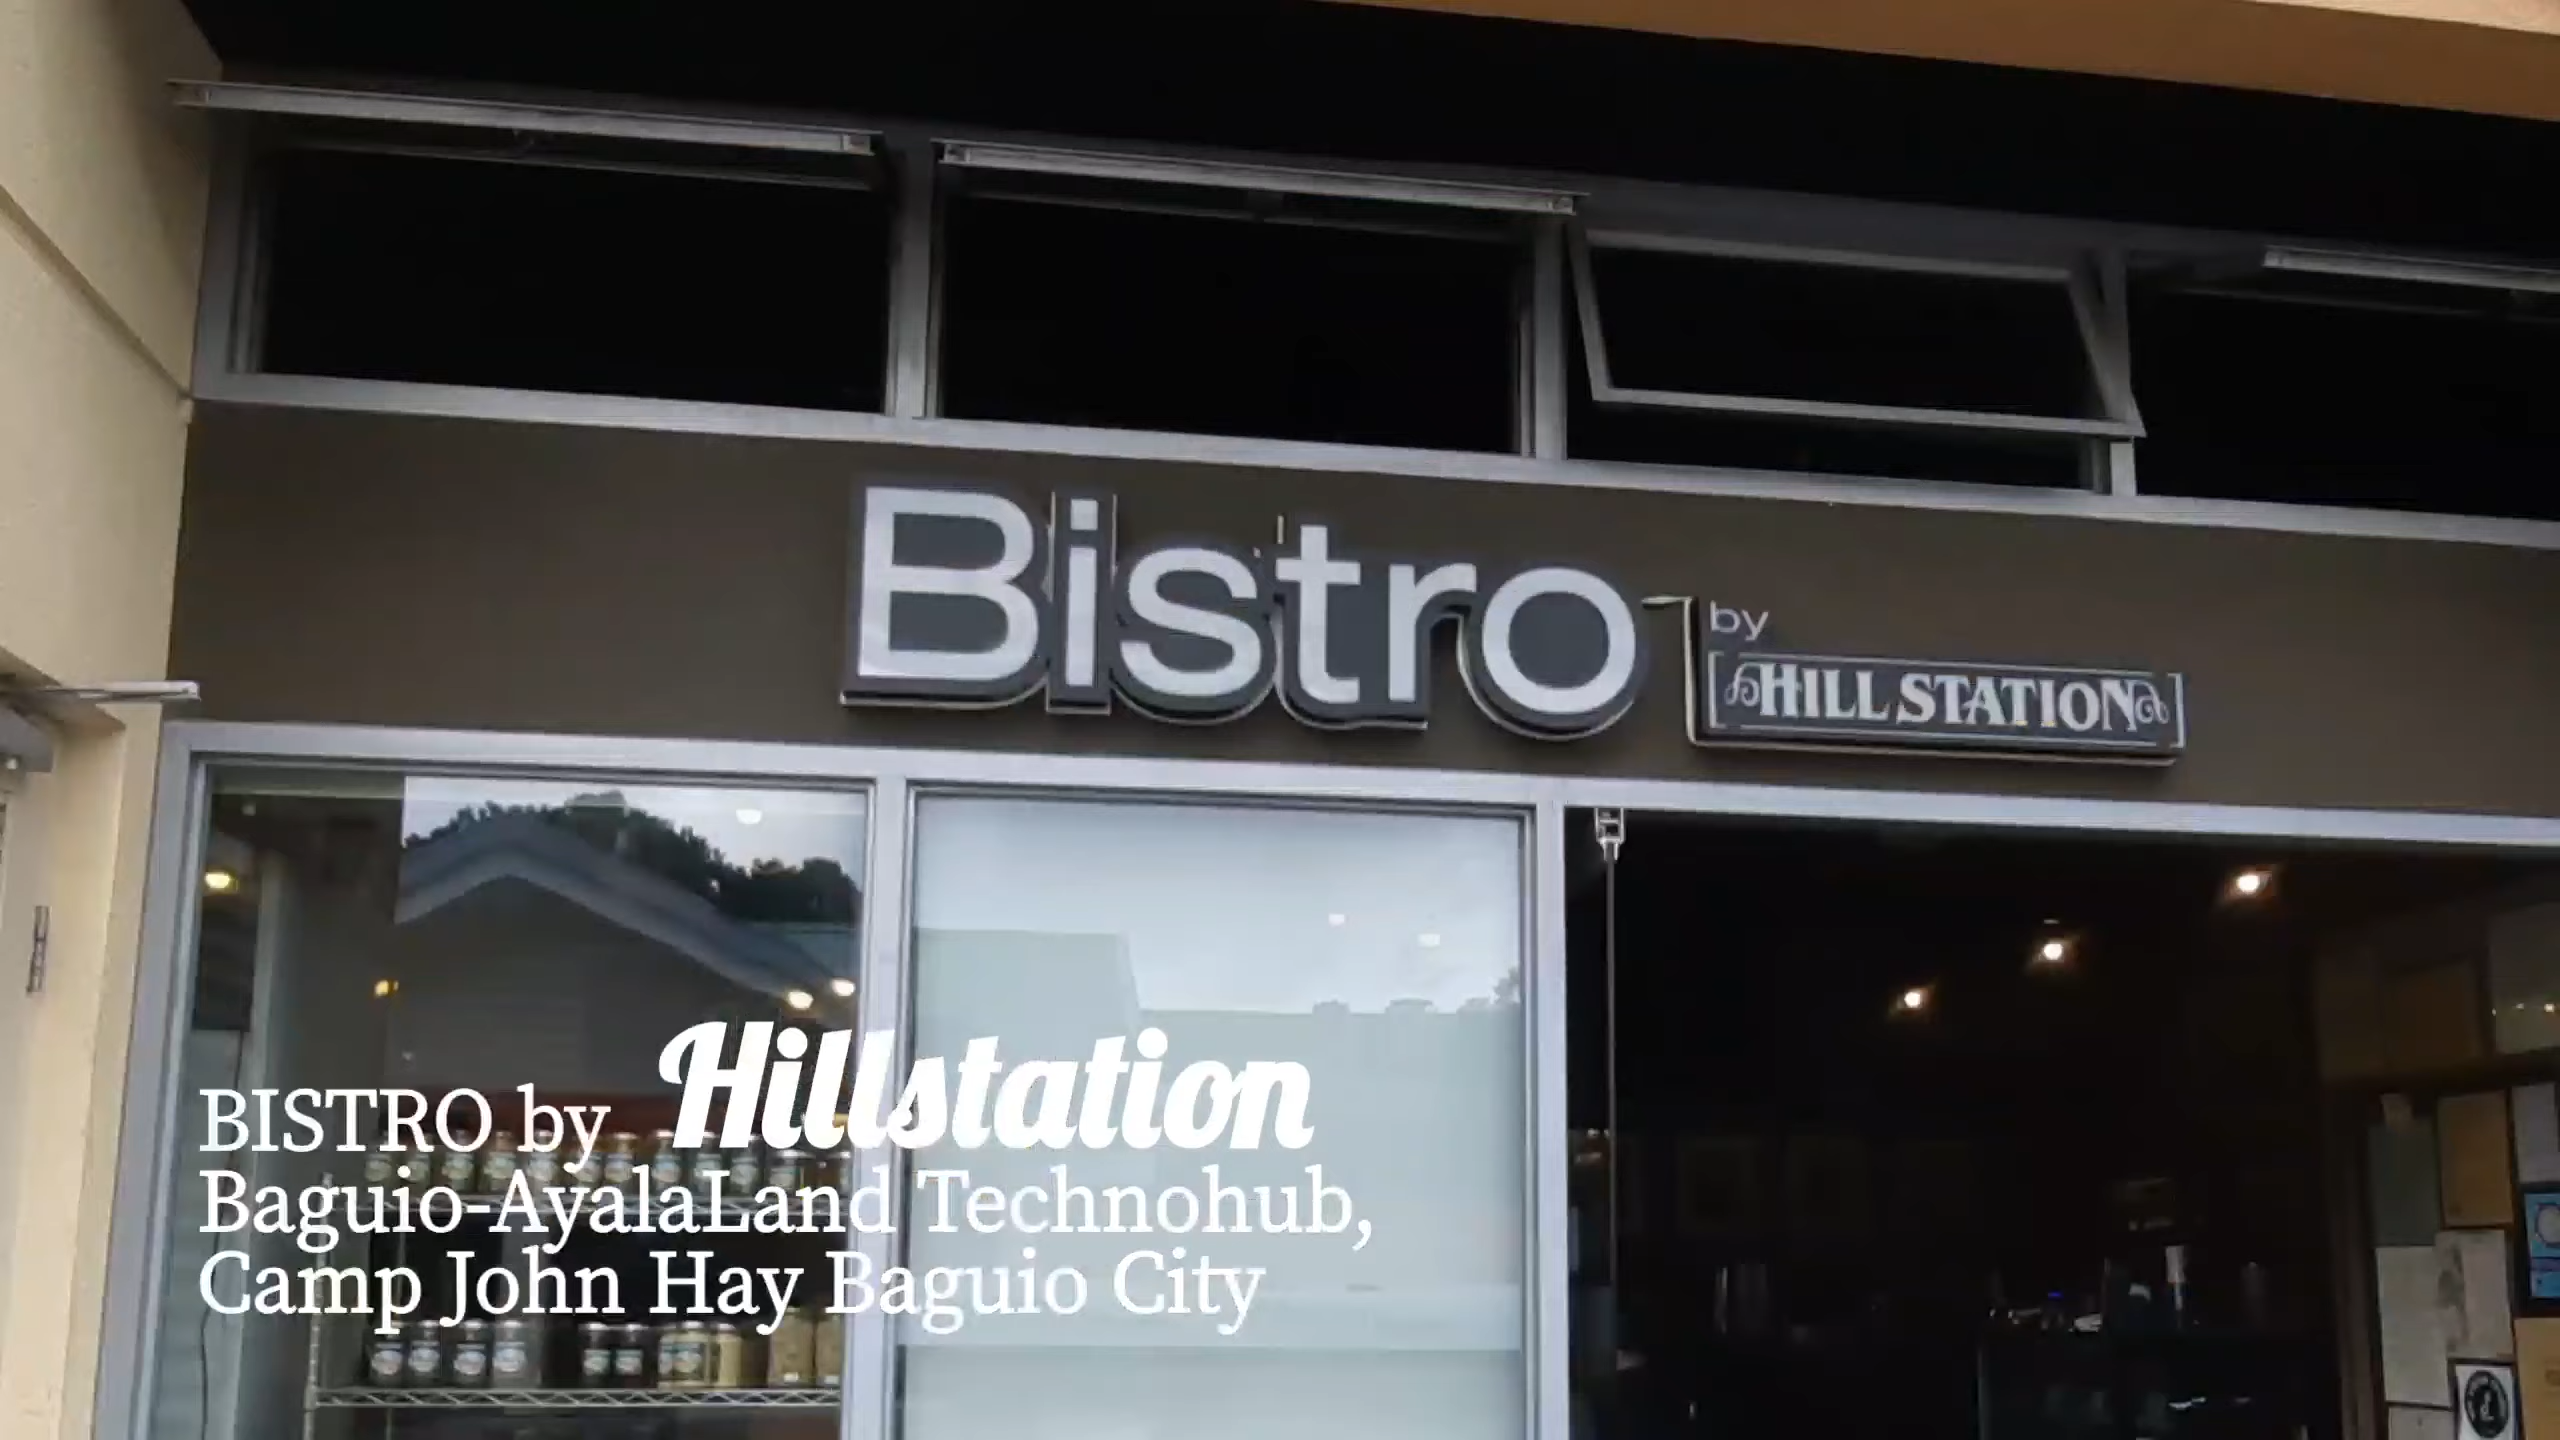 Bistro
by
HILL STATION
BISTRO by Hillstation
Baguio-AyalaLand Technohub,
Camp John Hay Baguio City